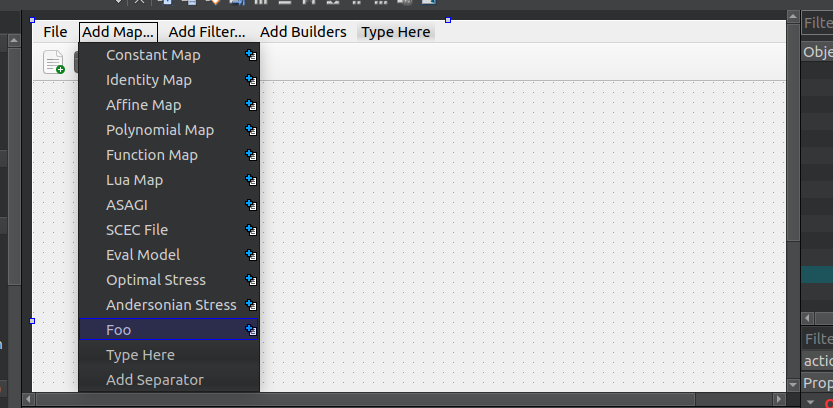 File Add Map... Add Filter... Add Builders Type Here
Constant Map
Identity Map
Affine Map
Polynomial Map
Function Map
Lua Map
ASAGI
SCEC File
Eval Model
Optimal Stress
Andersonian Stress
Foo
Type Here
Add Separator
Filte
Obje
Filte
actic
Prop